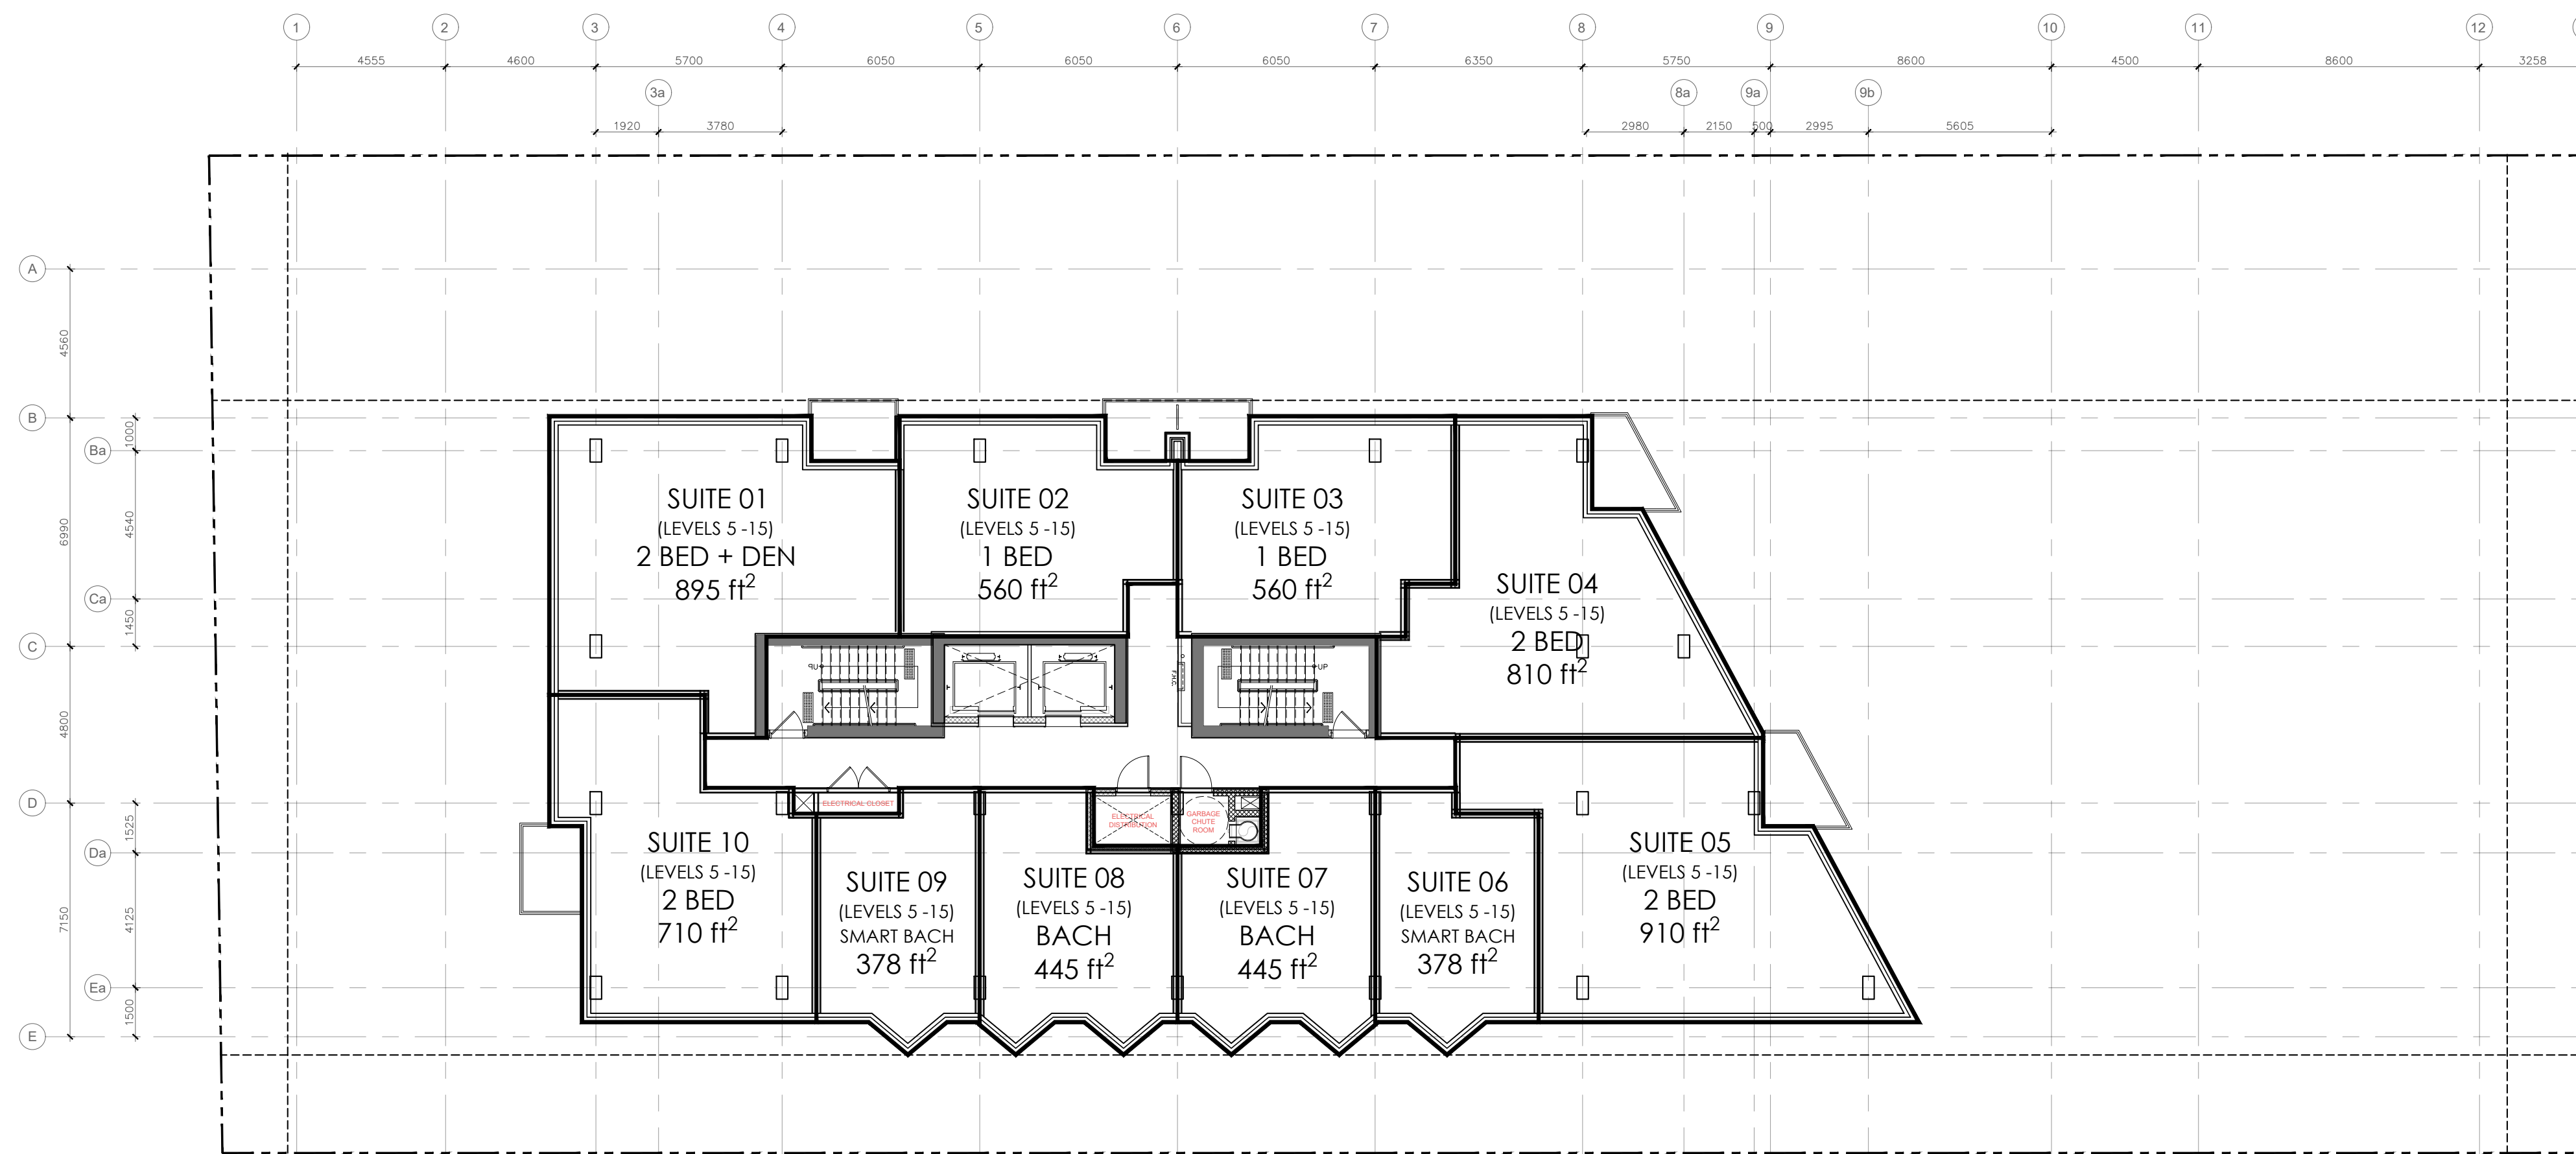 1 2 3 4 5 6 7 8 9 10 11 12
4555 4600 5700 6050 6050 6050 6350 5750 8600 4500 8600 3258
3a 8a 9a 9b
1920 3780 2980 2150 500 2995 5605
A
4560
B
1000
Ba
6990
4540
Ca
1450
C
4800
D
1525
Da
7150
4125
Ea
1500
E
SUITE 01
(LEVELS 5 -15)
2 BED + DEN
895 ft2
SUITE 02
(LEVELS 5 -15)
1 BED
560 ft2
SUITE 03
(LEVELS 5 -15)
1 BED
560 ft2
SUITE 04
(LEVELS 5 -15)
2 BED
810 ft2
UP
F.H.C.
UP
ELECTRICAL CLOSET
ELECTRICAL
DISTRIBUTION
GARBAGE
CHUTE
ROOM
SUITE 10
(LEVELS 5 -15)
2 BED
710 ft2
SUITE 09
(LEVELS 5 -15)
SMART BACH
378 ft2
SUITE 08
(LEVELS 5 -15)
BACH
445 ft2
SUITE 07
(LEVELS 5 -15)
BACH
445 ft2
SUITE 06
(LEVELS 5 -15)
SMART BACH
378 ft2
SUITE 05
(LEVELS 5 -15)
2 BED
910 ft2